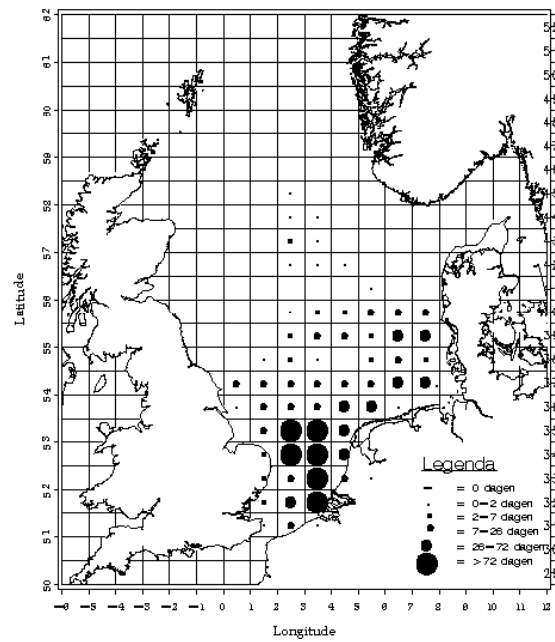 62
61
60
59
58
57
56
55
54
53
52
51
50
Latitude
Legenda
= 0 dagen
= 0-2 dagen
= 2-7 dagen
= 7-26 dagen
= 26-72 dagen
= >72 dagen
-6 -5 -4 -3 -2 -1 0 1 2 3 4 5 6 7 8 9 10 11 12
Longitude